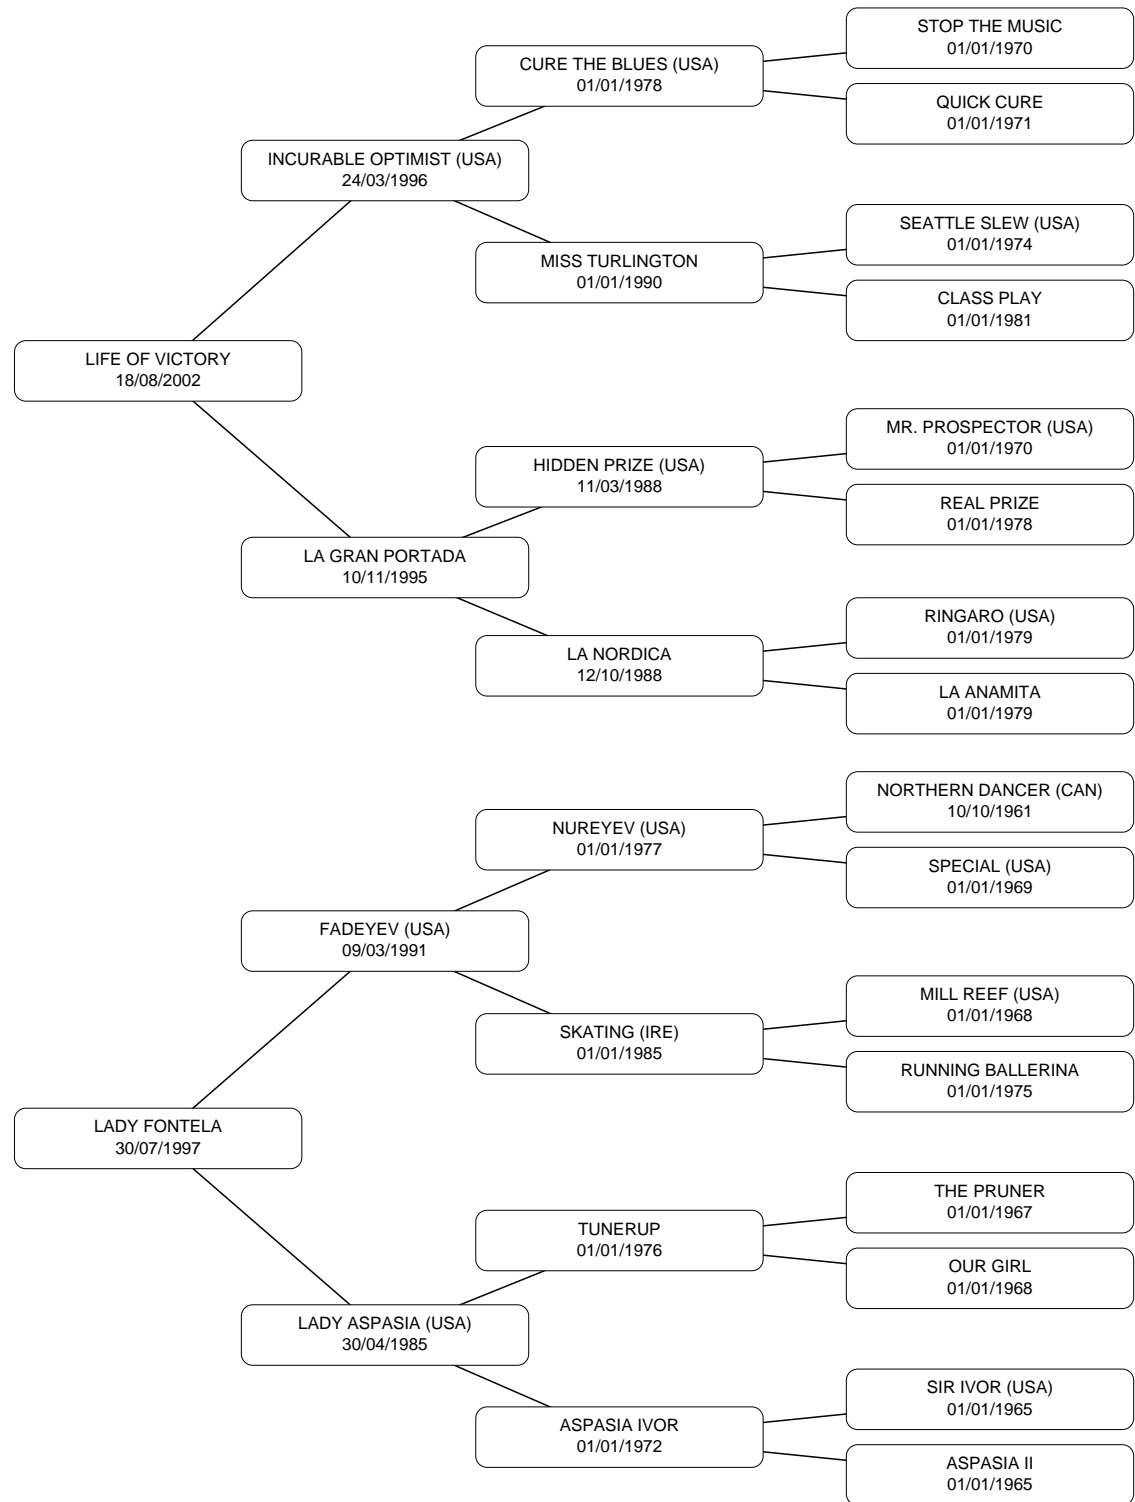 STOP THE MUSIC
01/01/1970
CURE THE BLUES (USA)
01/01/1978
QUICK CURE
01/01/1971
INCURABLE OPTIMIST (USA)
24/03/1996
SEATTLE SLEW (USA)
01/01/1974
MISS TURLINGTON
01/01/1990
CLASS PLAY
01/01/1981
LIFE OF VICTORY
18/08/2002
MR. PROSPECTOR (USA)
01/01/1970
HIDDEN PRIZE (USA)
11/03/1988
REAL PRIZE
01/01/1978
LA GRAN PORTADA
10/11/1995
RINGARO (USA)
01/01/1979
LA NORDICA
12/10/1988
LA ANAMITA
01/01/1979
NORTHERN DANCER (CAN)
10/10/1961
NUREYEV (USA)
01/01/1977
SPECIAL (USA)
01/01/1969
FADEYEV (USA)
09/03/1991
MILL REEF (USA)
01/01/1968
SKATING (IRE)
01/01/1985
RUNNING BALLERINA
01/01/1975
LADY FONTELA
30/07/1997
THE PRUNER
01/01/1967
TUNERUP
01/01/1976
OUR GIRL
01/01/1968
LADY ASPASIA (USA)
30/04/1985
SIR IVOR (USA)
01/01/1965
ASPASIA IVOR
01/01/1972
ASPASIA II
01/01/1965